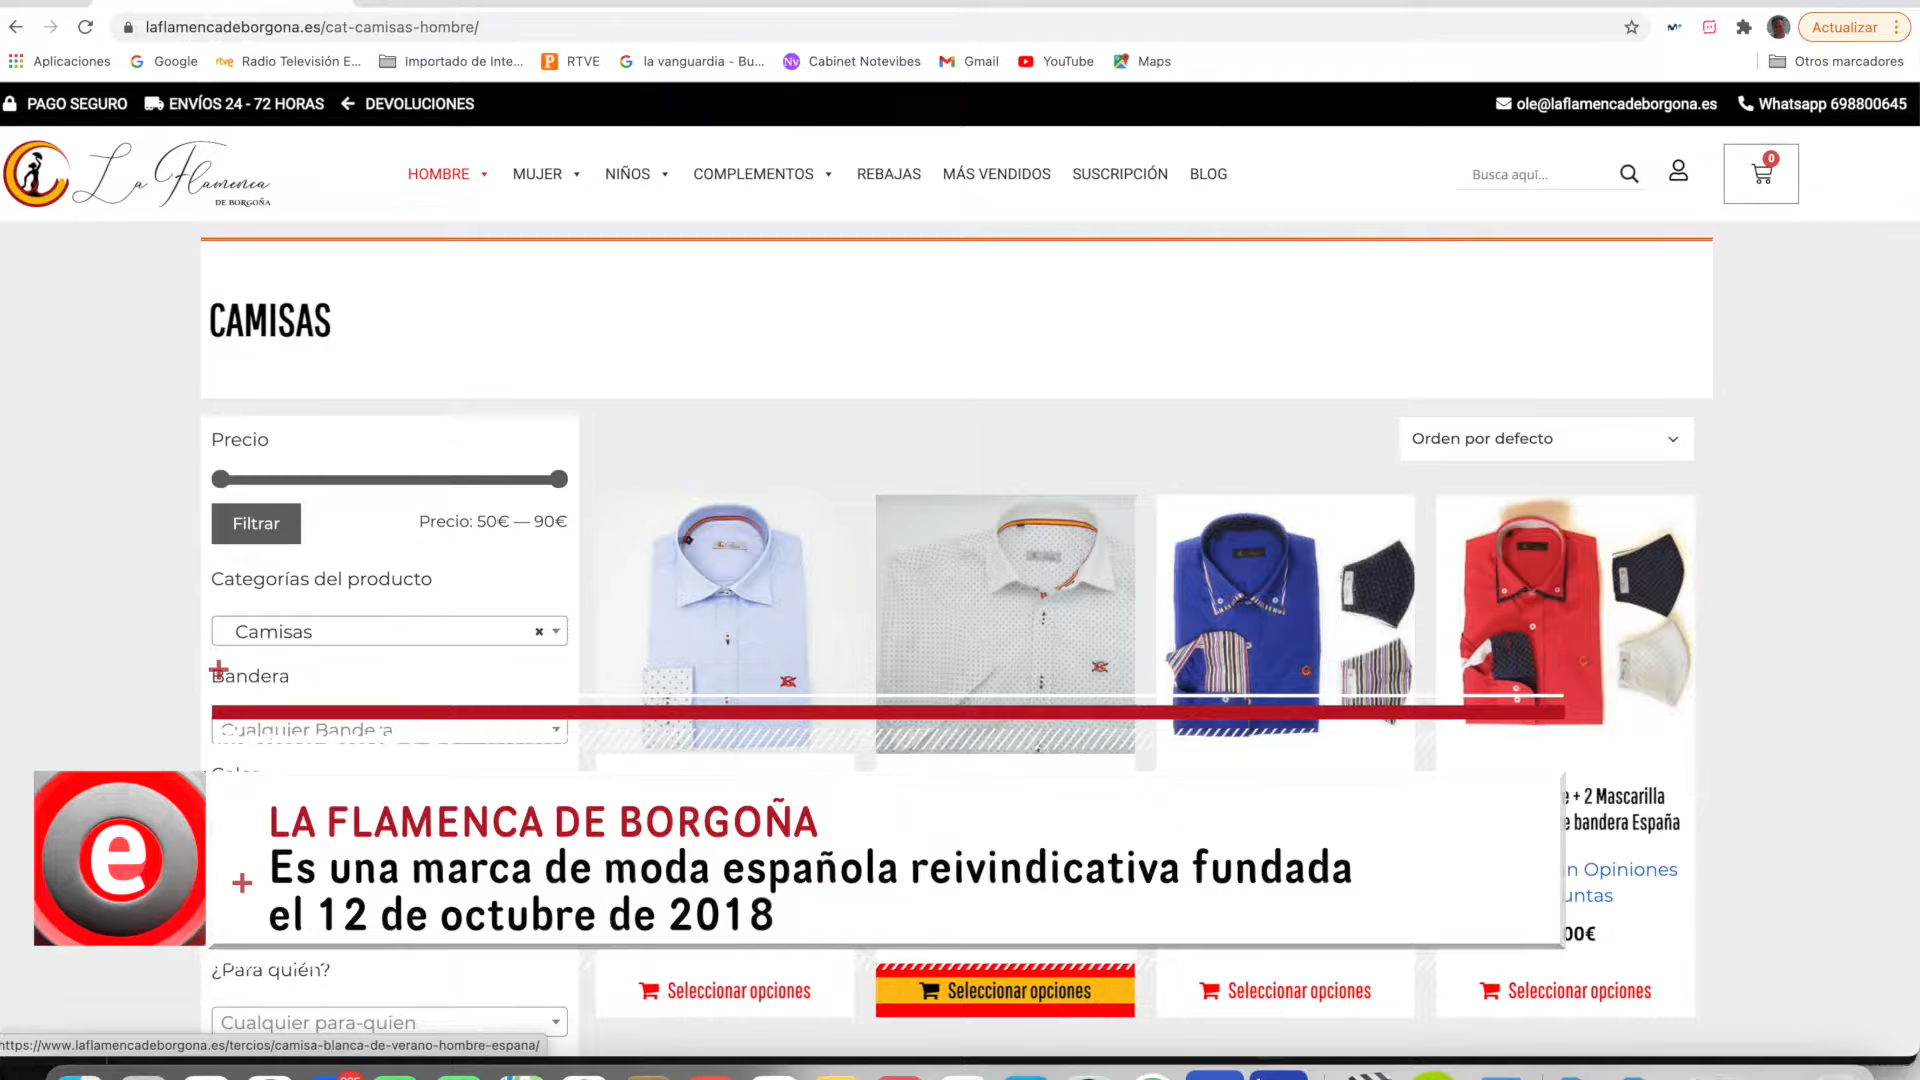 laflamencadeborgona.es/cat-camisas-hombre/
Actualizar
Aplicaciones
Google
Radio Televisión E...
Importado de Inte...
RTVE
la vanguardia - Bu...
Cabinet Notevibes
Gmail
YouTube
Maps
Otros marcadores
PAGO SEGURO
ENVÍOS 24 - 72 HORAS
DEVOLUCIONES
ole@laflamencadeborgona.es
Whatsapp 698800645
La Flamenca
DE BORGOÑA
HOMBRE
MUJER
NIÑOS
COMPLEMENTOS
REBAJAS
MÁS VENDIDOS
SUSCRIPCIÓN
BLOG
Busca aquí...
0
CAMISAS
Precio
Filtrar
Precio: 50€ — 90€
Orden por defecto
Categorías del producto
Camisas
Bandera
Cualquier Bandera
e
LA FLAMENCA DE BORGOÑA
Es una marca de moda española reivindicativa fundada
el 12 de octubre de 2018
e + 2 Mascarilla
e bandera España
n Opiniones
untas
00€
¿Para quién?
Cualquier para-quien
Seleccionar opciones
Seleccionar opciones
Seleccionar opciones
Seleccionar opciones
https://www.laflamencadeborgona.es/tercios/camisa-blanca-de-verano-hombre-espana/